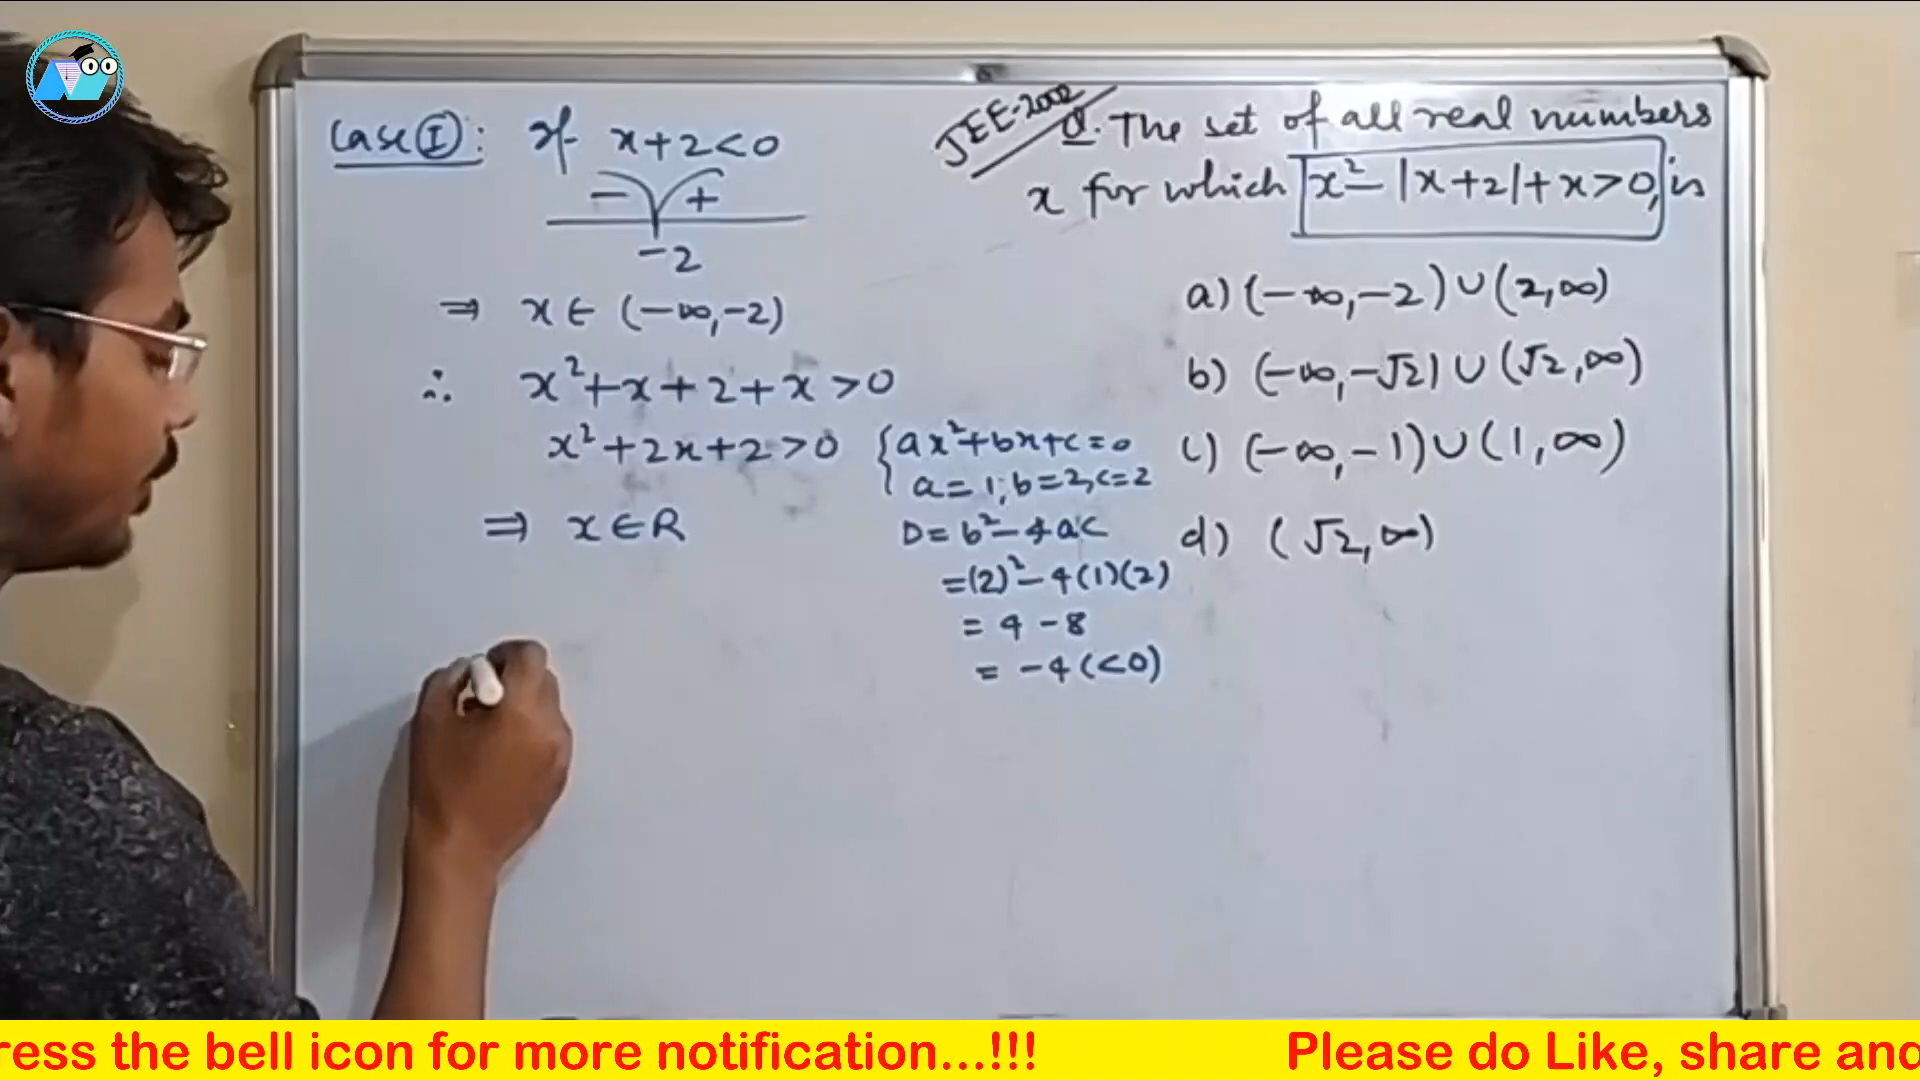 Case (I): If x+2<0
− +
−2
⇒ x ∈ (−∞,−2)
∴ x²+x+2+x>0
x²+2x+2>0
⇒ x∈R
{ax²+bx+c=0
a=1; b=2, c=2
D= b²−4ac
=(2)²−4(1)(2)
= 4−8
= −4(<0)
JEE-2002
Q. The set of all real numbers
x for which x²−|x+2|+x>0, is
a) (−∞,−2)∪(2,∞)
b) (−∞,−√2)∪(√2,∞)
c) (−∞,−1)∪(1,∞)
d) (√2,∞)
ress the bell icon for more notification...!!! Please do Like, share and